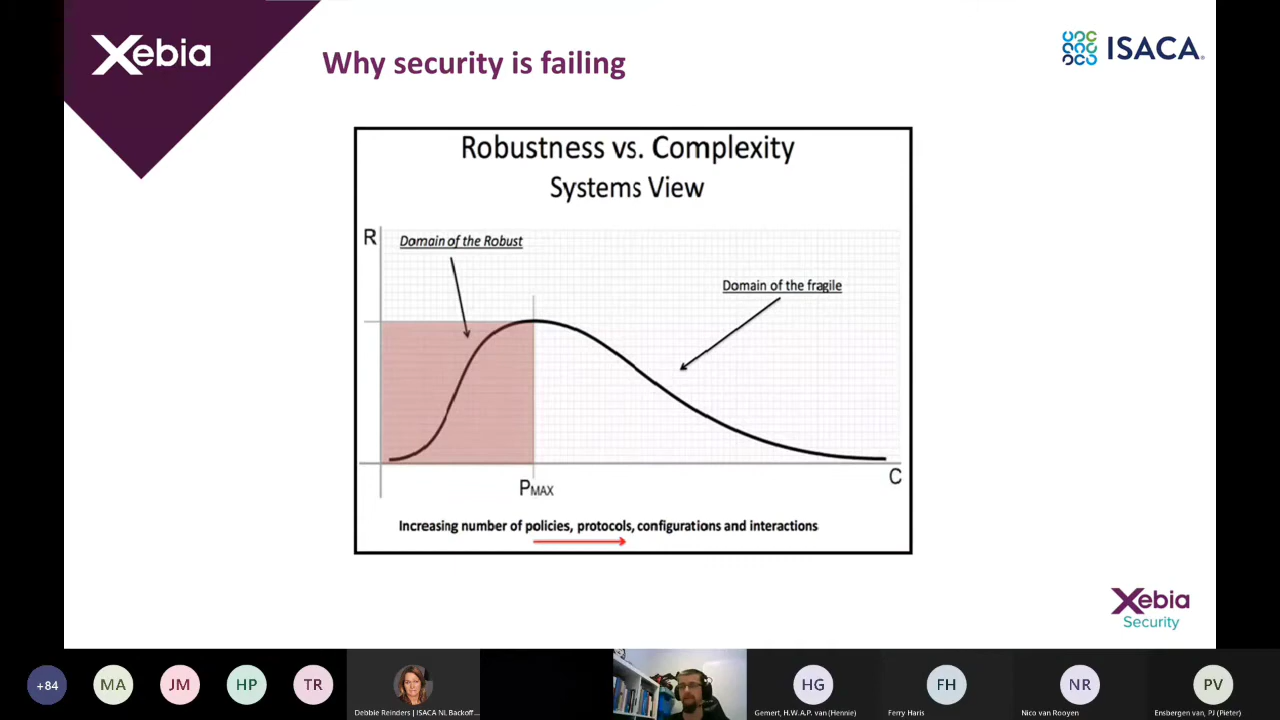 Xebia
Why security is failing
ISACA®
Robustness vs. Complexity
Systems View
R
Domain of the Robust
Domain of the fragile
C
PMAX
Increasing number of policies, protocols, configurations and interactions
Xebia
Security
+84
MA
JM
HP
TR
HG
FH
NR
PV
Debbie Reinders | ISACA NL Backoff...
Gemert, H.W.A.P. van (Hennie)
Ferry Haris
Nico van Rooyen
Ensbergen van, PJ (Pieter)